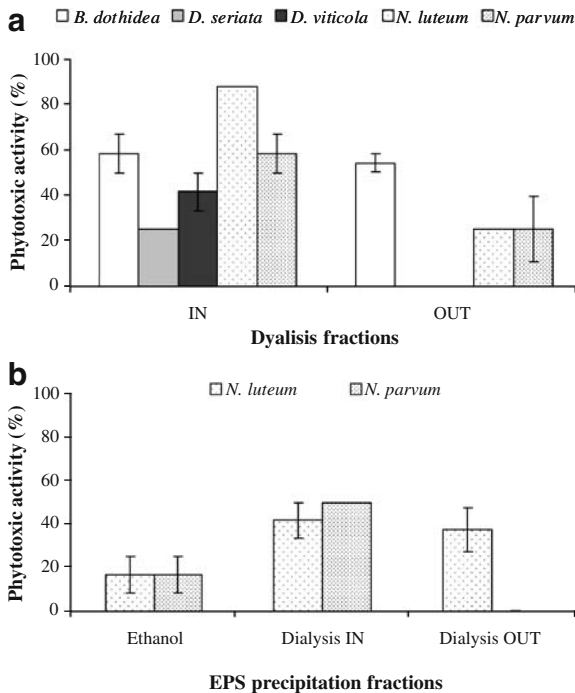 a
B. dothidea D. seriata D. viticola N. luteum N. parvum
Phytotoxic activity (%)
100
80
60
40
20
0
IN OUT
Dyalisis fractions
b
N. luteum N. parvum
Phytotoxic activity (%)
100
80
60
40
20
0
Ethanol Dialysis IN Dialysis OUT
EPS precipitation fractions